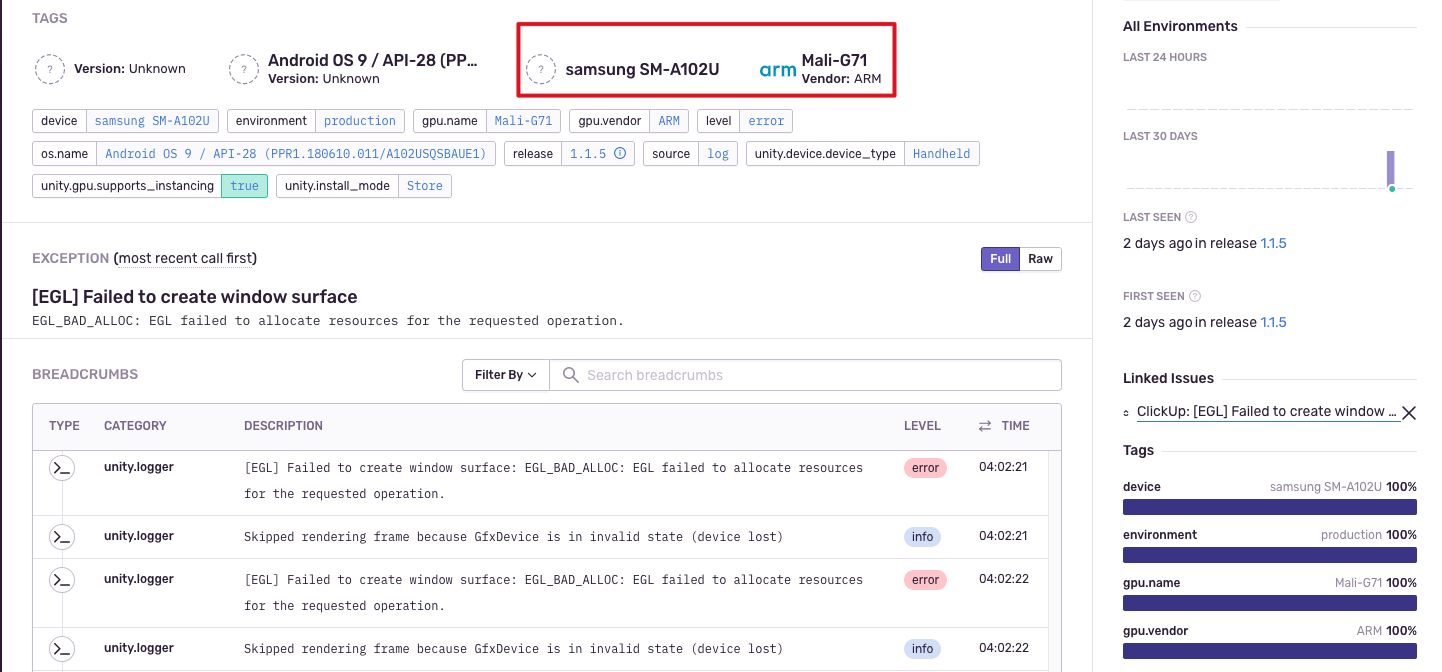 TAGS
? Version: Unknown
? Android OS 9 / API-28 (PP...
Version: Unknown
? samsung SM-A102U
arm Mali-G71
Vendor: ARM
device samsung SM-A102U environment production gpu.name Mali-G71 gpu.vendor ARM level error
os.name Android OS 9 / API-28 (PPR1.180610.011/A102USQSBAUE1) release 1.1.5 source log unity.device.device_type Handheld
unity.gpu.supports_instancing true unity.install_mode Store
EXCEPTION (most recent call first)
Full Raw
[EGL] Failed to create window surface
EGL_BAD_ALLOC: EGL failed to allocate resources for the requested operation.
BREADCRUMBS
Filter By
Search breadcrumbs
TYPE CATEGORY DESCRIPTION LEVEL TIME
unity.logger [EGL] Failed to create window surface: EGL_BAD_ALLOC: EGL failed to allocate resources error 04:02:21
for the requested operation.
unity.logger Skipped rendering frame because GfxDevice is in invalid state (device lost) info 04:02:21
unity.logger [EGL] Failed to create window surface: EGL_BAD_ALLOC: EGL failed to allocate resources error 04:02:22
for the requested operation.
unity.logger Skipped rendering frame because GfxDevice is in invalid state (device lost) info 04:02:22
All Environments
LAST 24 HOURS
LAST 30 DAYS
LAST SEEN ?
2 days ago in release 1.1.5
FIRST SEEN ?
2 days ago in release 1.1.5
Linked Issues
ClickUp: [EGL] Failed to create window ...
Tags
device samsung SM-A102U 100%
environment production 100%
gpu.name Mali-G71 100%
gpu.vendor ARM 100%